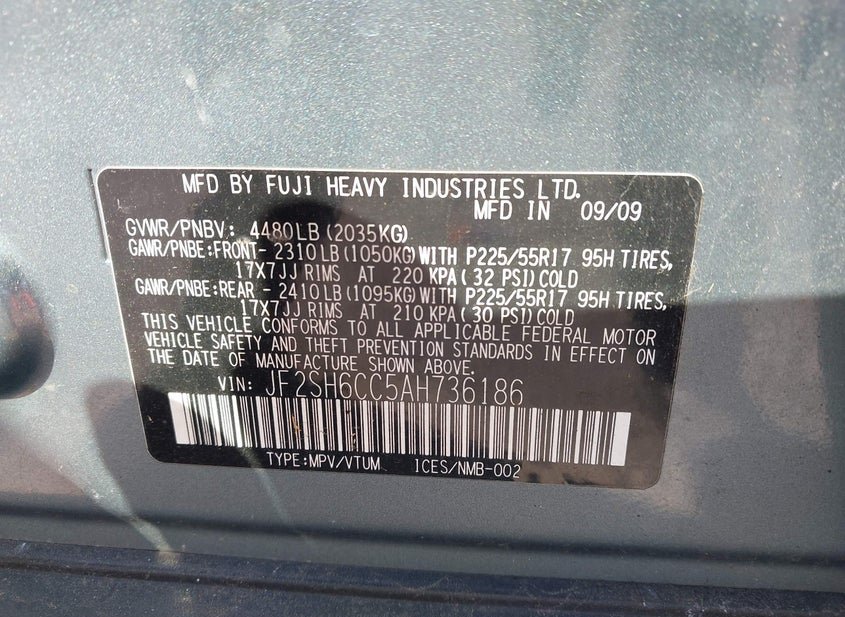 MFD BY FUJI HEAVY INDUSTRIES LTD.
MFD IN 09/09
GVWR/PNBV: 4480LB (2035KG)
GAWR/PNBE:FRONT- 2310LB (1050KG) WITH P225/55R17 95H TIRES,
17X7JJ RIMS AT 220 KPA (32 PSI) COLD
GAWR/PNBE:REAR - 2410LB (1095KG) WITH P225/55R17 95H TIRES,
17X7JJ RIMS AT 210 KPA (30 PSI) COLD
THIS VEHICLE CONFORMS TO ALL APPLICABLE FEDERAL MOTOR
VEHICLE SAFETY AND THEFT PREVENTION STANDARDS IN EFFECT ON
THE DATE OF MANUFACTURE SHOWN ABOVE.
VIN: JF2SH6CC5AH736186
TYPE:MPV/VTUM ICES/NMB-002